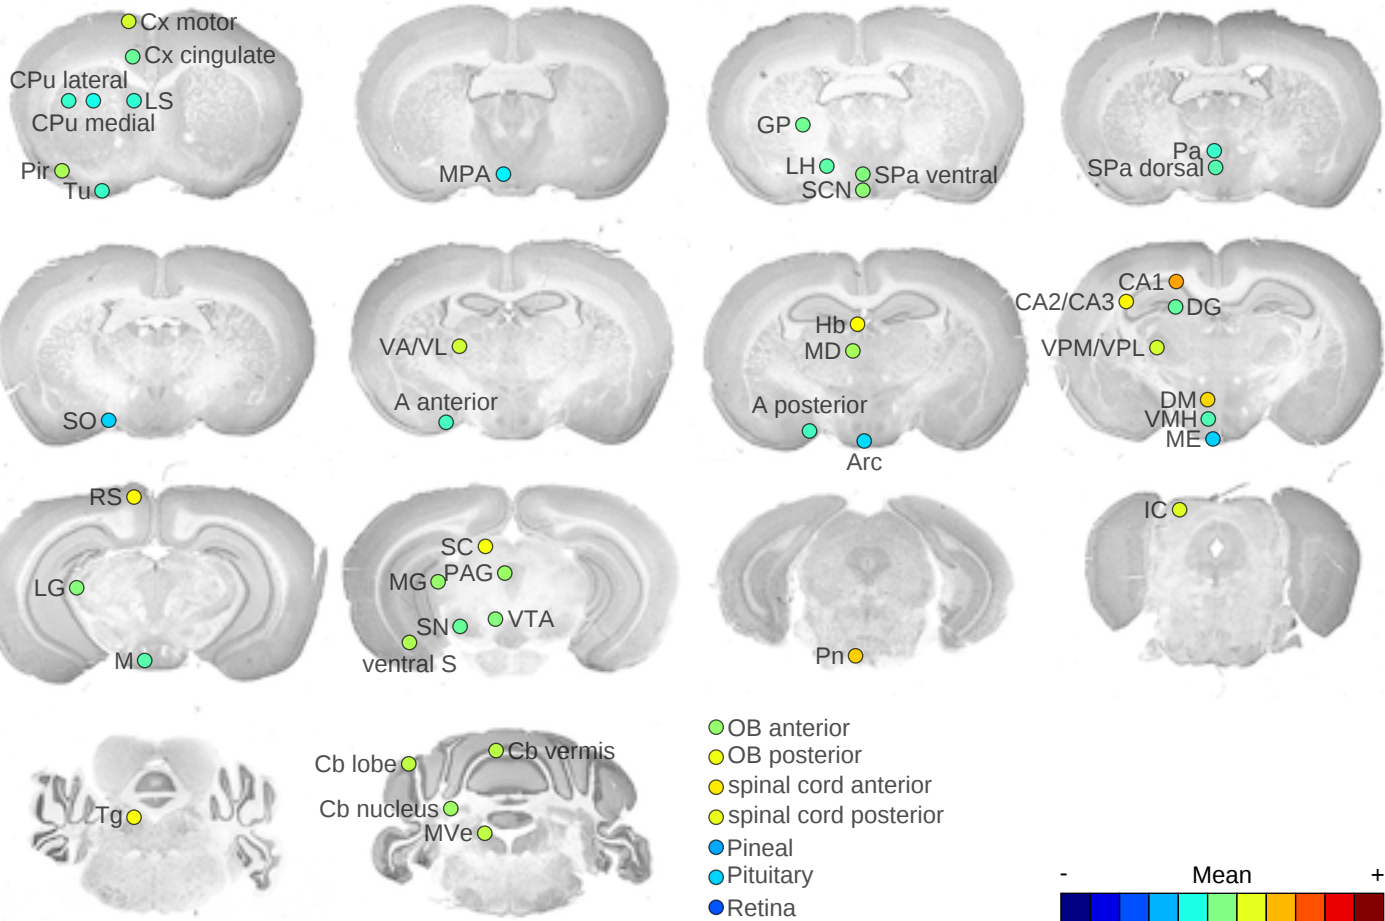 Cx motor
Cx cingulate
CPu lateral
LS
CPu medial
Pir
Tu
MPA
GP
LH
SPa ventral
SCN
Pa
SPa dorsal
SO
VA/VL
A anterior
Hb
MD
A posterior
Arc
CA1
CA2/CA3
DG
VPM/VPL
DM
VMH
ME
RS
LG
M
SC
MG
PAG
SN
VTA
ventral S
Pn
IC
Tg
Cb lobe
Cb vermis
Cb nucleus
MVe
OB anterior
OB posterior
spinal cord anterior
spinal cord posterior
Pineal
Pituitary
Retina
- Mean +